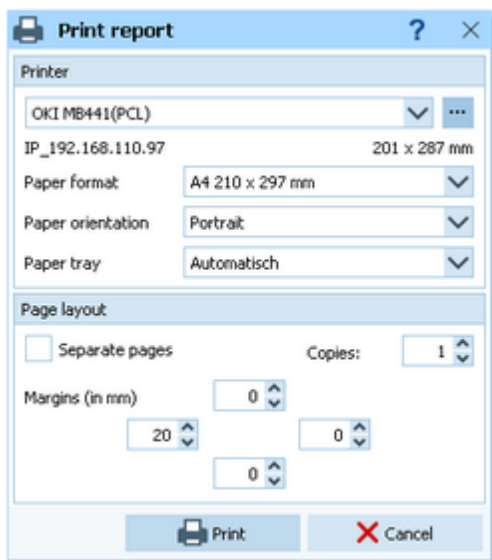 Print report ?
Printer
OKI MB441(PCL) ...
IP_192.168.110.97 201 x 287 mm
Paper format A4 210 x 297 mm
Paper orientation Portrait
Paper tray Automatisch
Page layout
Separate pages Copies: 1
Margins (in mm) 0
20 0
0
Print Cancel